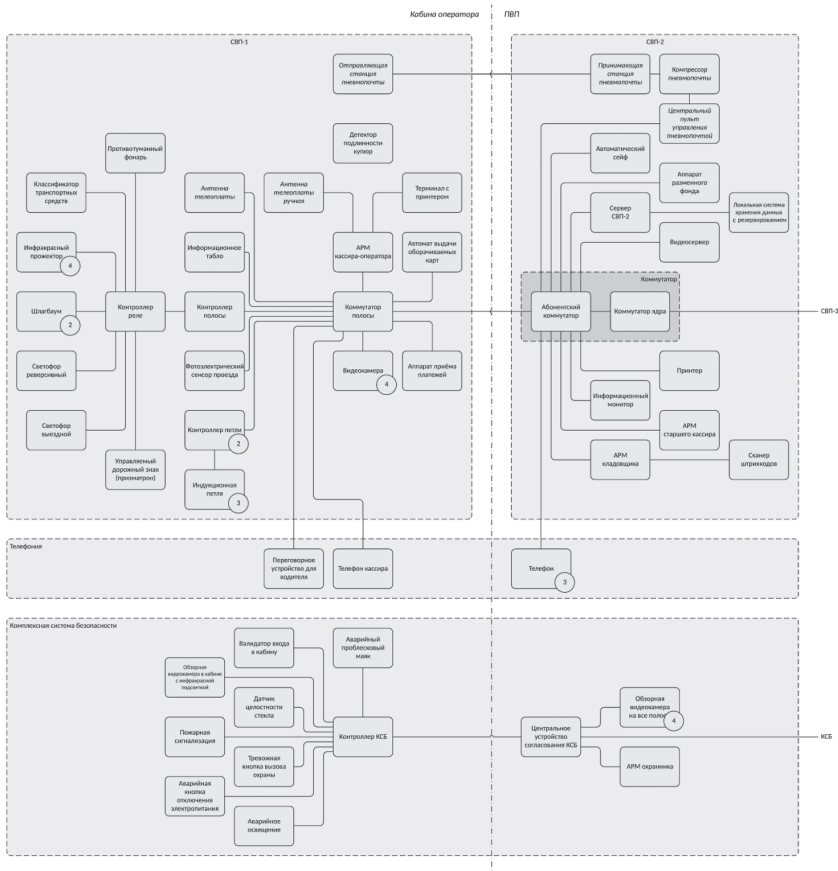 Кабина оператора
ПВП
СВП-1
СВП-2
Отправляющая
станция
пневмопочты
Принимающая
станция
пневмопочты
Компрессор
пневмопочты
Центральный
пульт
управления
пневмопочтой
Противотуманный
фонарь
Детектор
подлинности
купюр
Автоматический
сейф
Аппарат
разменного
фонда
Классификатор
транспортных
средств
Антенна
телеоплаты
Антенна
телеоплаты
ручная
Терминал с
принтером
Сервер
СВП-2
Локальная система
хранения данных
с резервированием
Инфракрасный
прожектор
4
Информационное
табло
АРМ
кассира-оператора
Автомат выдачи
оборачиваемых
карт
Видеосервер
Коммутатор
Шлагбаум
2
Контроллер
реле
Контроллер
полосы
Коммутатор
полосы
Абонентский
коммутатор
Коммутатор ядра
СВП-3
Светофор
реверсивный
Фотоэлектрический
сенсор проезда
Видеокамера
4
Аппарат приёма
платежей
Принтер
Информационный
монитор
Светофор
выездной
Контроллер петли
2
АРМ
старшего кассира
Управляемый
дорожный знак
(призматрон)
Индукционная
петля
3
АРМ
кладовщика
Сканер
штрихкодов
Телефония
Переговорное
устройство для
водителя
Телефон кассира
Телефон
3
Комплексная система безопасности
Валидатор входа
в кабину
Аварийный
проблесковый
маяк
Обзорная
видеокамера в кабине
с инфракрасной
подсветкой
Датчик
целостности
стекла
Обзорная
видеокамера
на все полосы
4
Пожарная
сигнализация
Контроллер КСБ
Центральное
устройство
согласования КСБ
КСБ
Тревожная
кнопка вызова
охраны
АРМ охранника
Аварийная
кнопка
отключения
электропитания
Аварийное
освещение